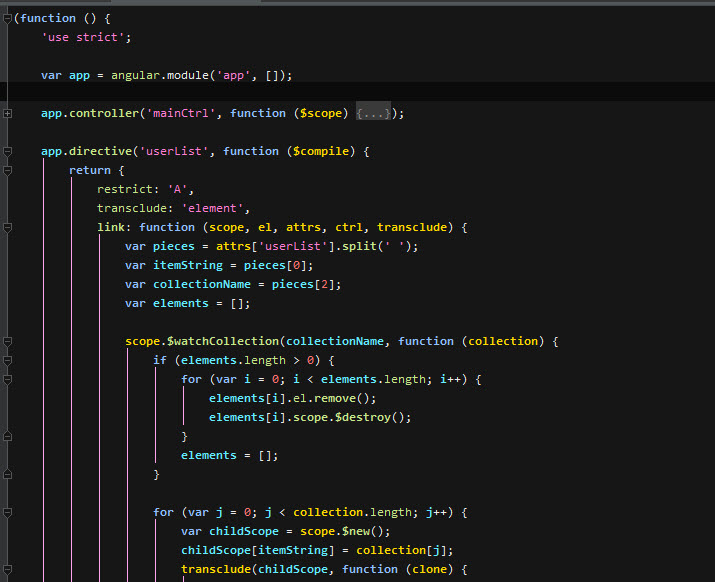 (function () {
    'use strict';

    var app = angular.module('app', []);

    app.controller('mainCtrl', function ($scope) {...});

    app.directive('userList', function ($compile) {
        return {
            restrict: 'A',
            transclude: 'element',
            link: function (scope, el, attrs, ctrl, transclude) {
                var pieces = attrs['userList'].split(' ');
                var itemString = pieces[0];
                var collectionName = pieces[2];
                var elements = [];

                scope.$watchCollection(collectionName, function (collection) {
                    if (elements.length > 0) {
                        for (var i = 0; i < elements.length; i++) {
                            elements[i].el.remove();
                            elements[i].scope.$destroy();
                        }
                        elements = [];
                    }

                    for (var j = 0; j < collection.length; j++) {
                        var childScope = scope.$new();
                        childScope[itemString] = collection[j];
                        transclude(childScope, function (clone) {